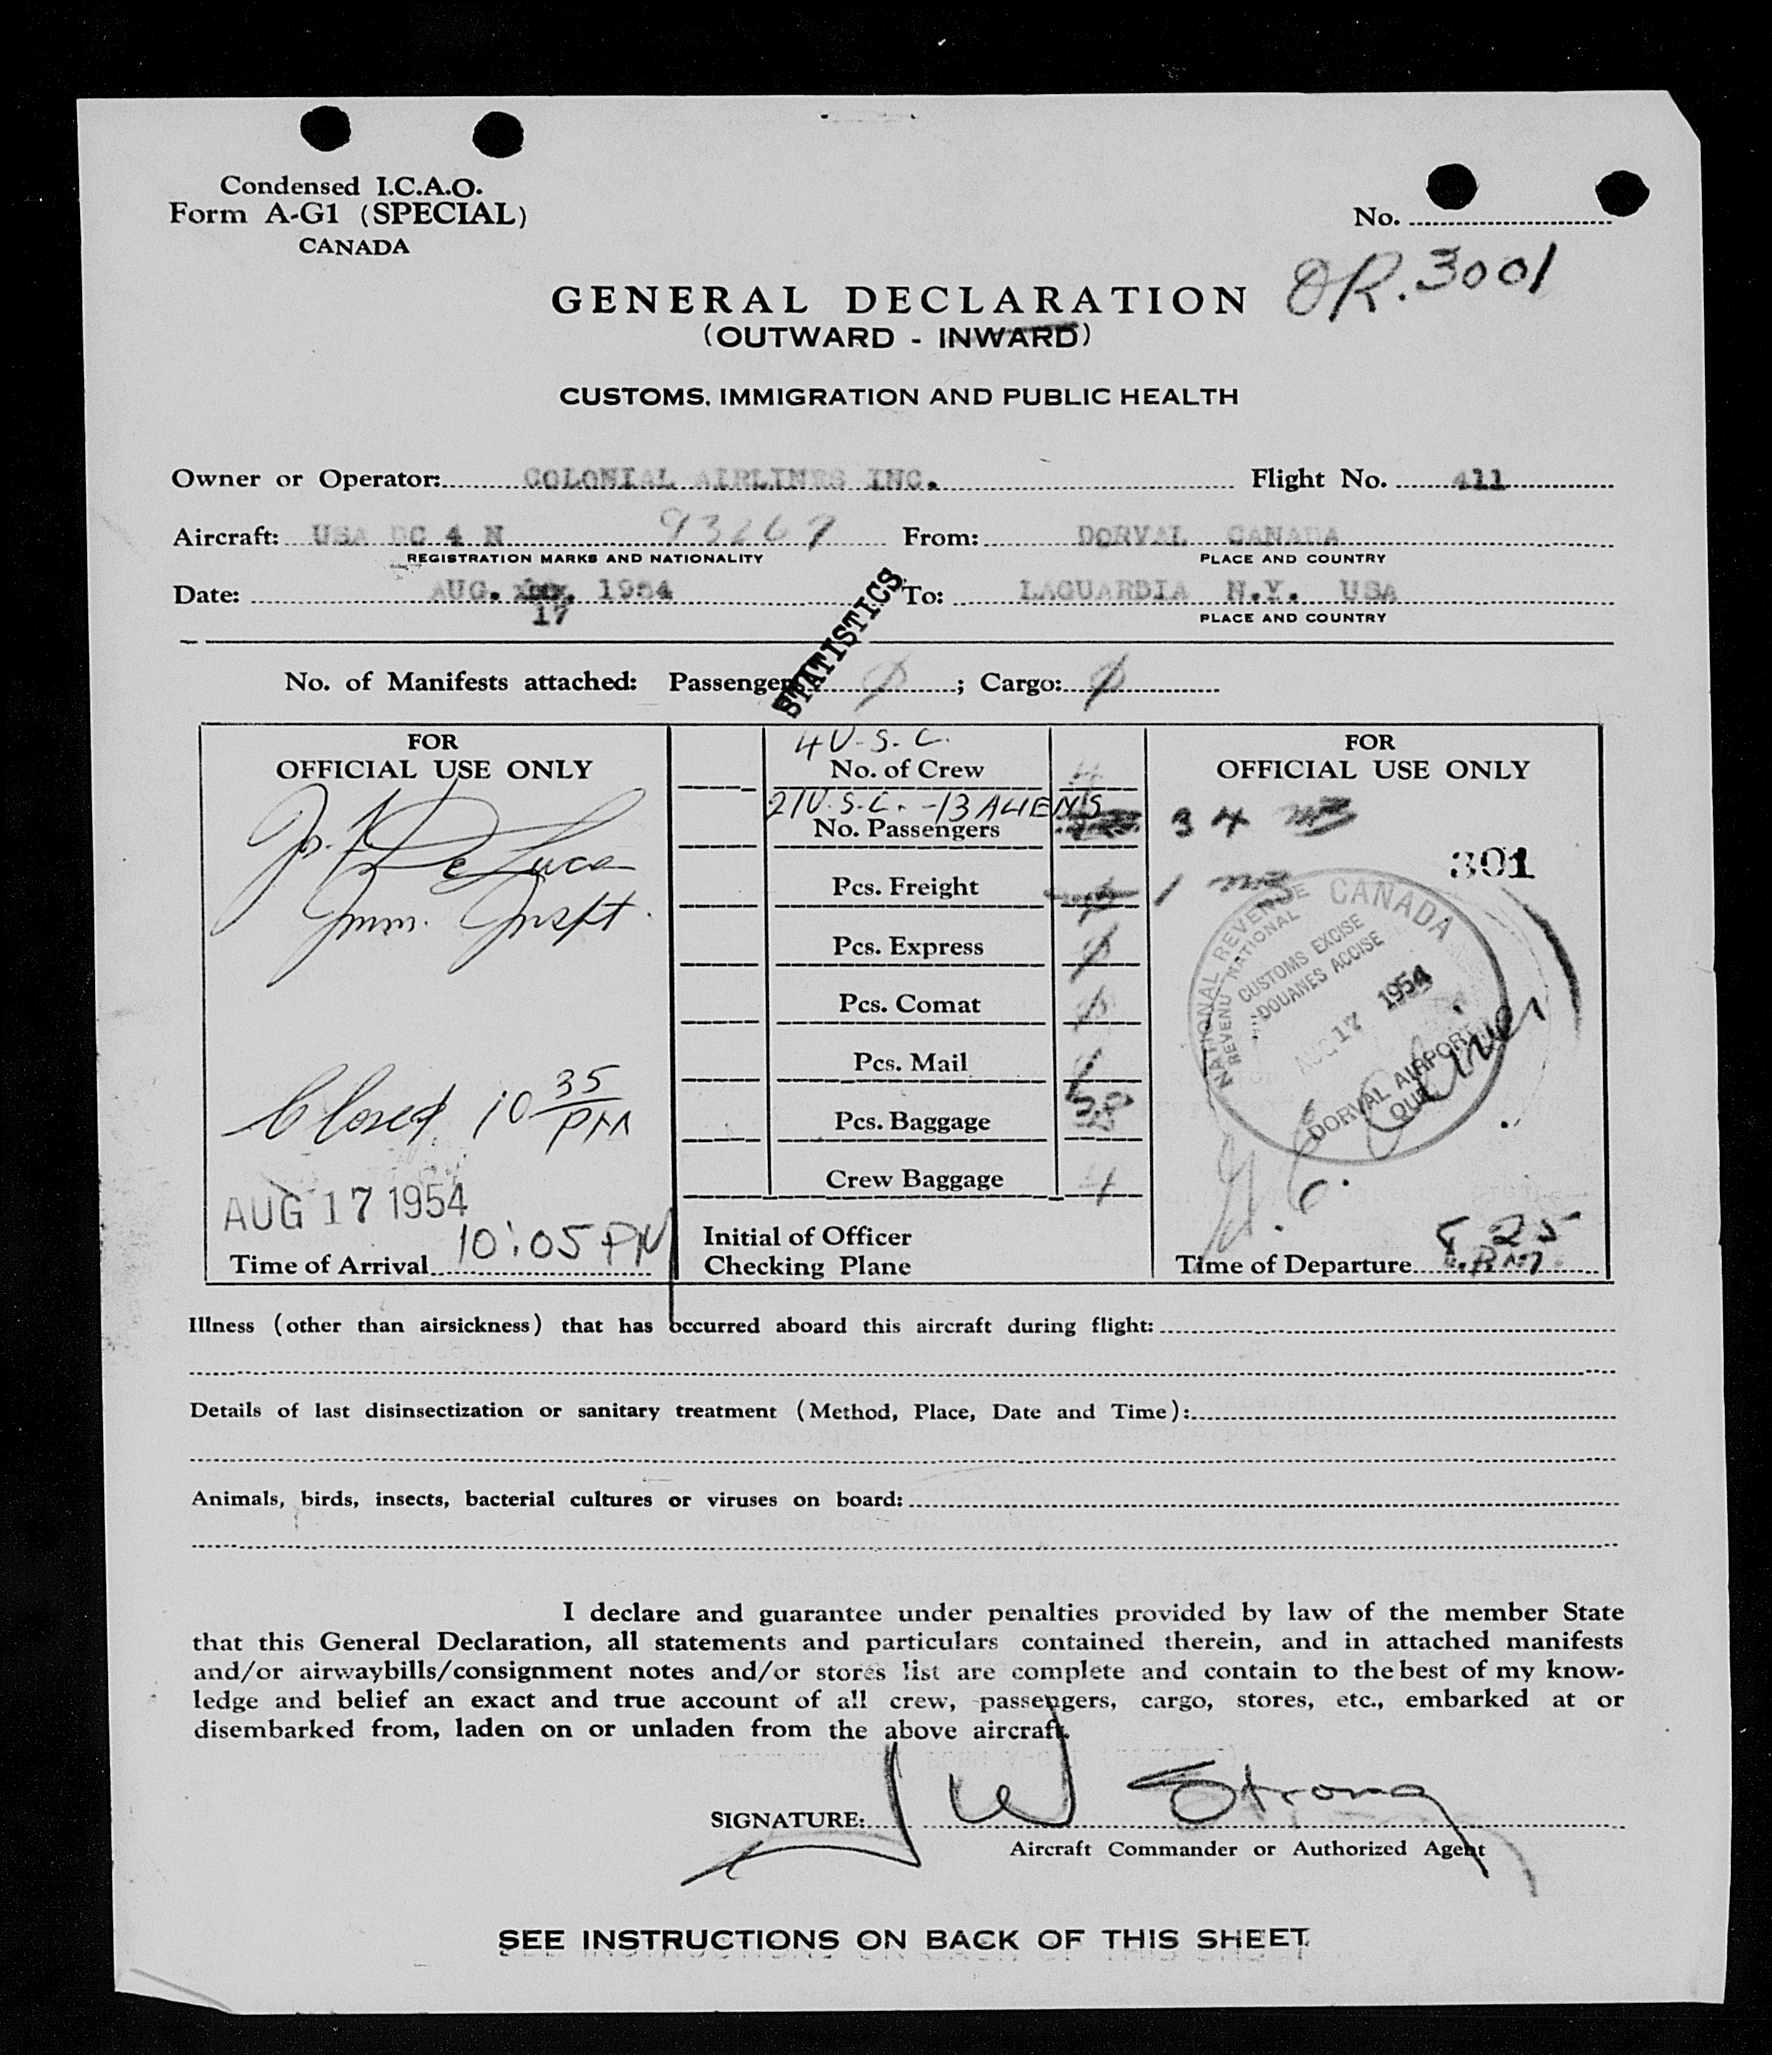 Condensed I.C.A.O.
Form A-G1 (SPECIAL)
CANADA
No.
OR. 3001
GENERAL DECLARATION
(OUTWARD - INWARD)
CUSTOMS, IMMIGRATION AND PUBLIC HEALTH
Owner or Operator: COLONIAL AIRLINES INC. Flight No. 411
Aircraft: USA DC 4 N 93267 From: DORVAL CANADA
REGISTRATION MARKS AND NATIONALITY PLACE AND COUNTRY
Date: AUG. 1954 To: LAGUARDIA N.Y. USA
17 PLACE AND COUNTRY
STATISTICS
No. of Manifests attached: Passenger ; Cargo:
FOR
OFFICIAL USE ONLY
Jos. De Luca
Imm. Inspt.
Closed 10 35 PM
AUG 17 1954
Time of Arrival 10:05 PM
4 U.S.C.
No. of Crew 4
21 U.S.C. - 13 ALIENS
No. Passengers
Pcs. Freight
Pcs. Express
Pcs. Comat
Pcs. Mail
Pcs. Baggage
Crew Baggage 4
Initial of Officer
Checking Plane
FOR
OFFICIAL USE ONLY
34
1
301
NATIONAL REVENUE CANADA
REVENU NATIONAL
CUSTOMS EXCISE
DOUANES ACCISE
AUG 17 1954
DORVAL AIRPORT
QUE
Time of Departure 8 25 P.M.
Illness (other than airsickness) that has occurred aboard this aircraft during flight:
Details of last disinsectization or sanitary treatment (Method, Place, Date and Time):
Animals, birds, insects, bacterial cultures or viruses on board:
I declare and guarantee under penalties provided by law of the member State
that this General Declaration, all statements and particulars contained therein, and in attached manifests
and/or airwaybills/consignment notes and/or stores list are complete and contain to the best of my know-
ledge and belief an exact and true account of all crew, passengers, cargo, stores, etc., embarked at or
disembarked from, laden on or unladen from the above aircraft.
SIGNATURE: J W Strong
Aircraft Commander or Authorized Agent
SEE INSTRUCTIONS ON BACK OF THIS SHEET